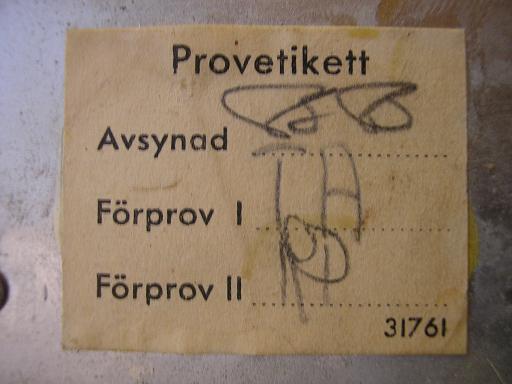 Provetikett
Avsynad
Förprov I
Förprov II
31761